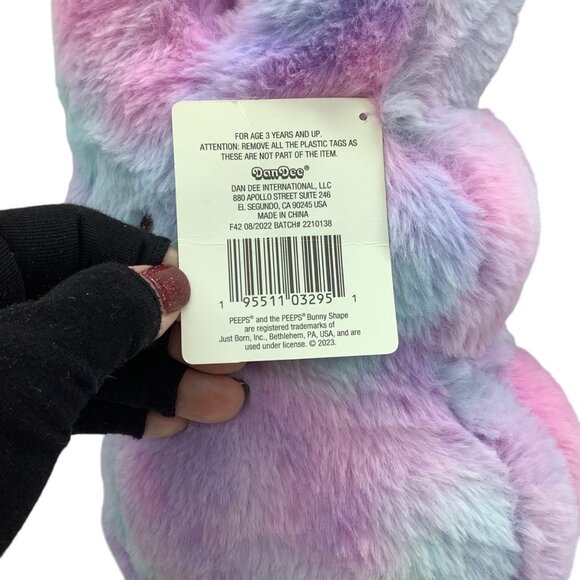 FOR AGE 3 YEARS AND UP.
ATTENTION: REMOVE ALL THE PLASTIC TAGS AS
THESE ARE NOT PART OF THE ITEM.
DanDee
DAN DEE INTERNATIONAL, LLC
880 APOLLO STREET SUITE 246
EL SEGUNDO, CA 90245 USA
MADE IN CHINA
F42 08/2022 BATCH# 2210138
1 95511 03295 1
PEEPS® and the PEEPS® Bunny Shape
are registered trademarks of
Just Born, Inc., Bethlehem, PA, USA, and are
used under license. © 2023.